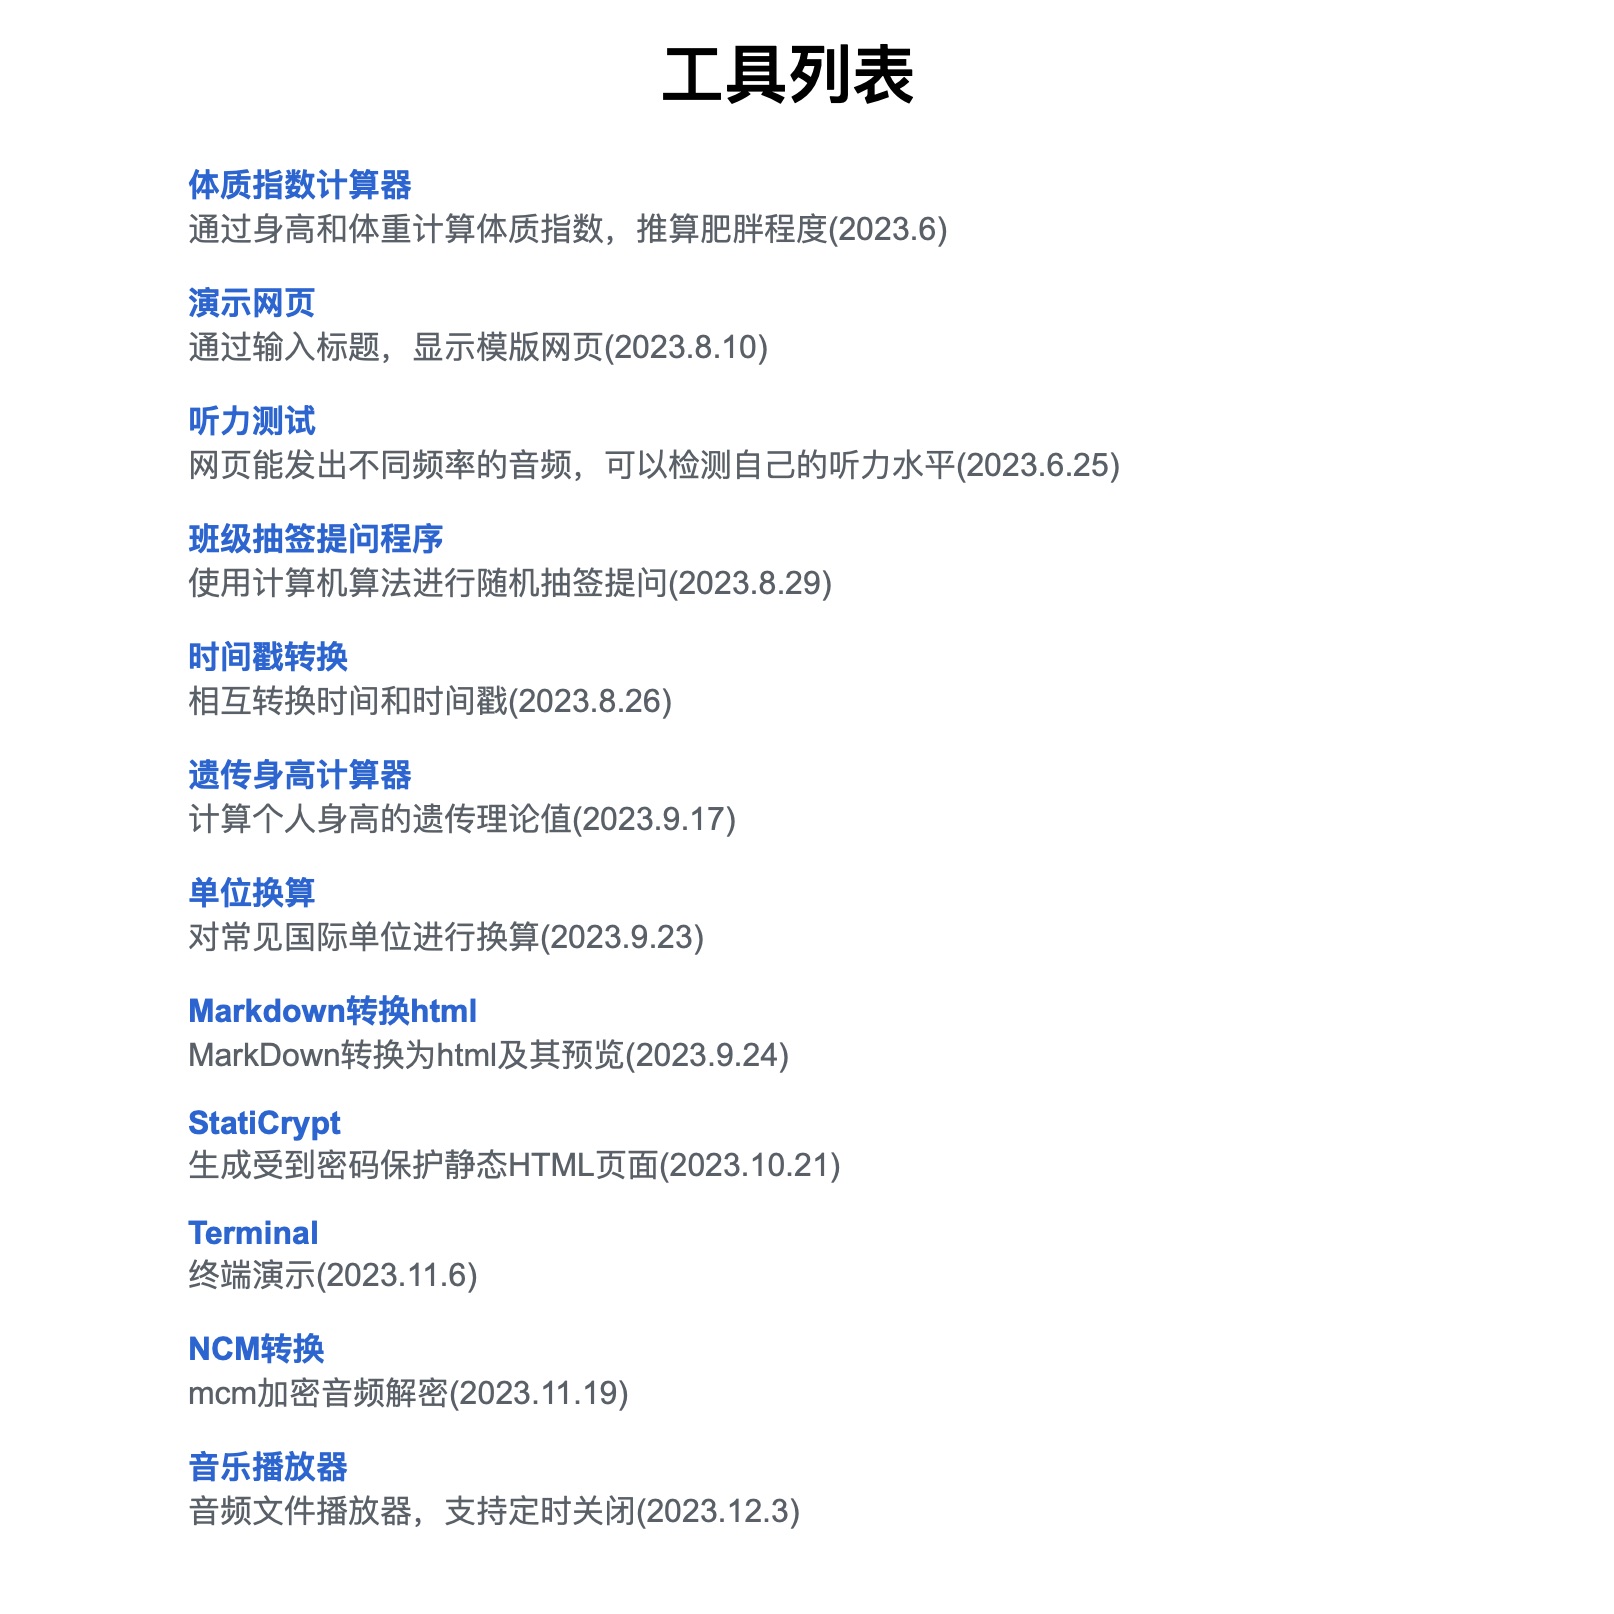 工具列表
体质指数计算器
通过身高和体重计算体质指数，推算肥胖程度(2023.6)
演示网页
通过输入标题，显示模版网页(2023.8.10)
听力测试
网页能发出不同频率的音频，可以检测自己的听力水平(2023.6.25)
班级抽签提问程序
使用计算机算法进行随机抽签提问(2023.8.29)
时间戳转换
相互转换时间和时间戳(2023.8.26)
遗传身高计算器
计算个人身高的遗传理论值(2023.9.17)
单位换算
对常见国际单位进行换算(2023.9.23)
Markdown转换html
MarkDown转换为html及其预览(2023.9.24)
StatiCrypt
生成受到密码保护静态HTML页面(2023.10.21)
Terminal
终端演示(2023.11.6)
NCM转换
mcm加密音频解密(2023.11.19)
音乐播放器
音频文件播放器，支持定时关闭(2023.12.3)